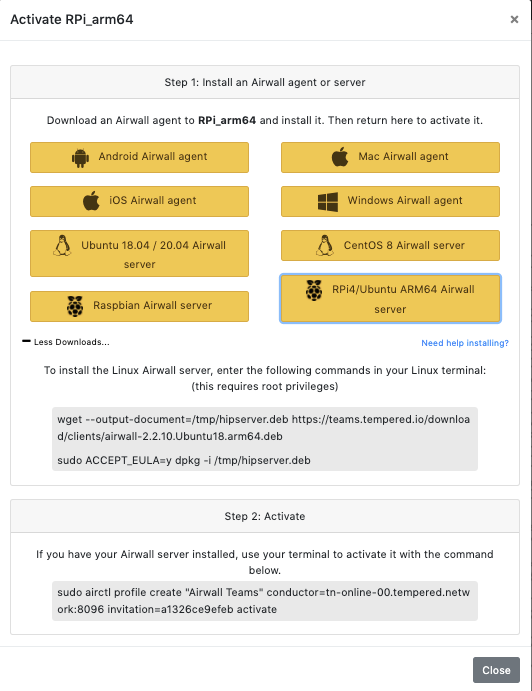 Activate RPi_arm64
×
Step 1: Install an Airwall agent or server
Download an Airwall agent to RPi_arm64 and install it. Then return here to activate it.
Android Airwall agent
Mac Airwall agent
iOS Airwall agent
Windows Airwall agent
Ubuntu 18.04 / 20.04 Airwall
server
CentOS 8 Airwall server
Raspbian Airwall server
RPi4/Ubuntu ARM64 Airwall
server
Less Downloads...
Need help installing?
To install the Linux Airwall server, enter the following commands in your Linux terminal:
(this requires root privileges)
wget --output-document=/tmp/hipserver.deb https://teams.tempered.io/downloa
d/clients/airwall-2.2.10.Ubuntu18.arm64.deb
sudo ACCEPT_EULA=y dpkg -i /tmp/hipserver.deb
Step 2: Activate
If you have your Airwall server installed, use your terminal to activate it with the command
below.
sudo airctl profile create "Airwall Teams" conductor=tn-online-00.tempered.netw
ork:8096 invitation=a1326ce9efeb activate
Close